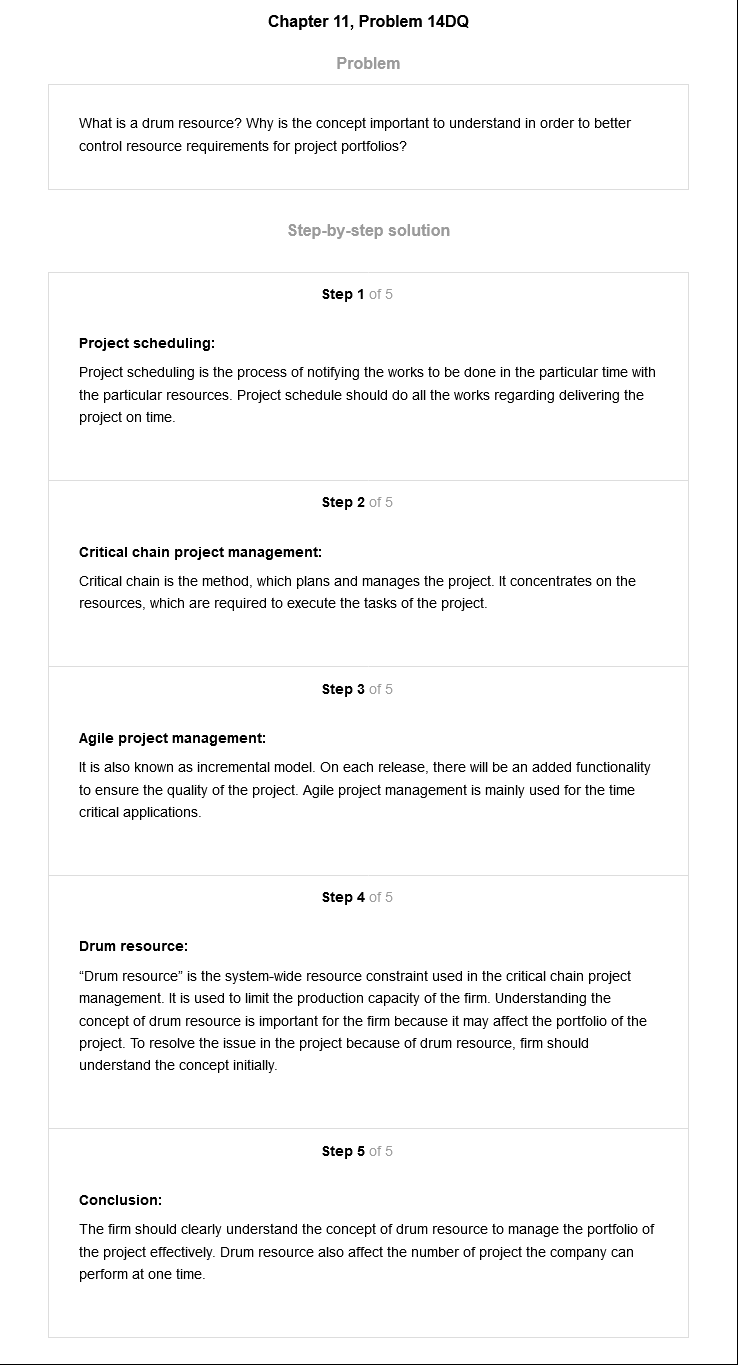 Chapter 11, Problem 14DQ
Problem
What is a drum resource? Why is the concept important to understand in order to better
control resource requirements for project portfolios?
Step-by-step solution
Step 1 of 5
Project scheduling:
Project scheduling is the process of notifying the works to be done in the particular time with
the particular resources. Project schedule should do all the works regarding delivering the
project on time.
Step 2 of 5
Critical chain project management:
Critical chain is the method, which plans and manages the project. It concentrates on the
resources, which are required to execute the tasks of the project.
Step 3 of 5
Agile project management:
It is also known as incremental model. On each release, there will be an added functionality
to ensure the quality of the project. Agile project management is mainly used for the time
critical applications.
Step 4 of 5
Drum resource:
“Drum resource” is the system-wide resource constraint used in the critical chain project
management. It is used to limit the production capacity of the firm. Understanding the
concept of drum resource is important for the firm because it may affect the portfolio of the
project. To resolve the issue in the project because of drum resource, firm should
understand the concept initially.
Step 5 of 5
Conclusion:
The firm should clearly understand the concept of drum resource to manage the portfolio of
the project effectively. Drum resource also affect the number of project the company can
perform at one time.